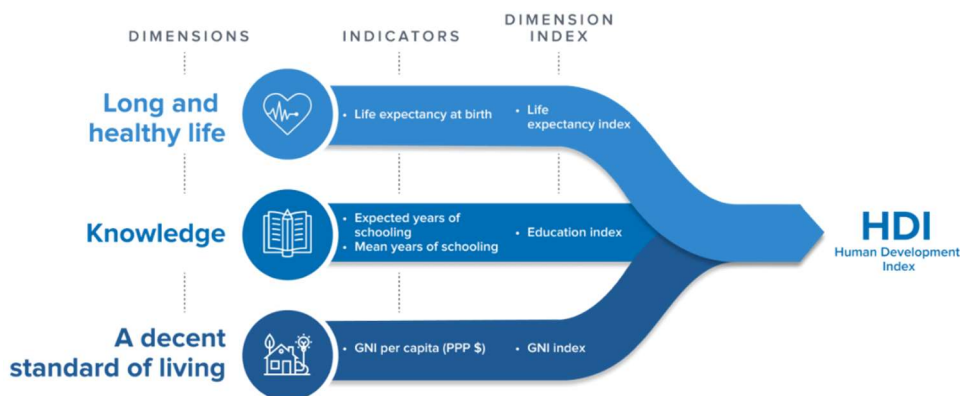 DIMENSIONS
INDICATORS
DIMENSION
INDEX
Long and
healthy life
• Life expectancy at birth
• Life
expectancy index
Knowledge
• Expected years of
schooling
• Mean years of schooling
• Education index
A decent
standard of living
• GNI per capita (PPP $)
• GNI index
HDI
Human Development
Index